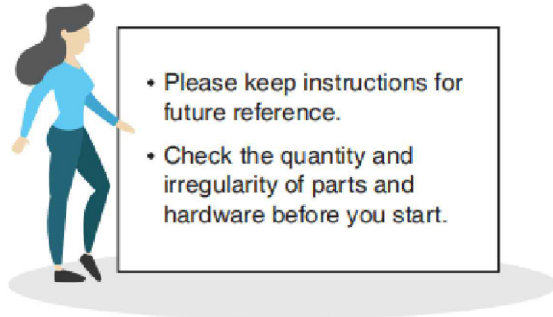 • Please keep instructions for
future reference.
• Check the quantity and
irregularity of parts and
hardware before you start.